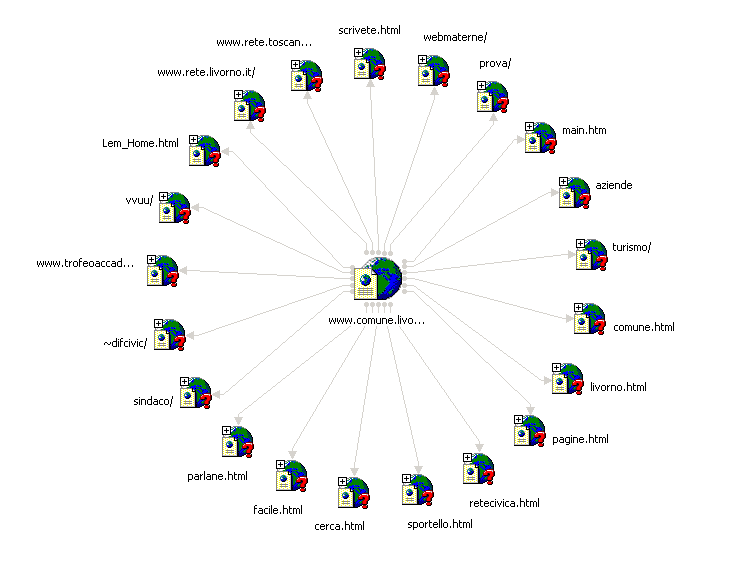 scrivete.html
www.rete.toscan...
webmaterne/
www.rete.livorno.it/
prova/
Lem_Home.html
main.htm
vvuu/
aziende
www.trofeoaccad...
turismo/
www.comune.livo...
comune.html
~difcivic/
livorno.html
sindaco/
pagine.html
parlane.html
retecivica.html
facile.html
cerca.html
sportello.html